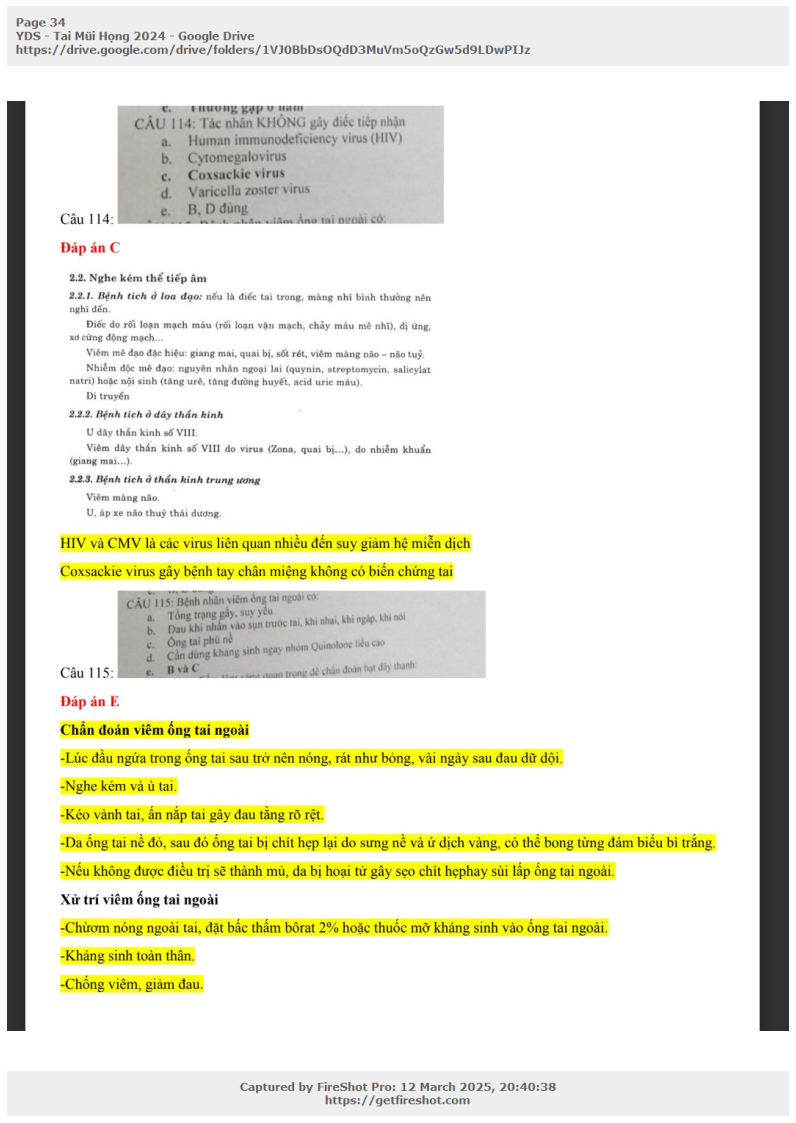 Page 34
YDS - Tai Mũi Họng 2024 - Google Drive
https://drive.google.com/drive/folders/1VJ0BbDsOQdD3MuVm5oQzGw5d9LDwPIJz
e. Thường gặp ở nam
CÂU 114: Tác nhân KHÔNG gây điếc tiếp nhận
a. Human immunodeficiency virus (HIV)
b. Cytomegalovirus
c. Coxsackie virus
d. Varicella zoster virus
e. B, D đúng
Câu 114:
Đáp án C
2.2. Nghe kém thể tiếp âm
2.2.1. Bệnh tích ở loa đạo: nếu là điếc tai trong, màng nhĩ bình thường nên
nghĩ đến.
Điếc do rối loạn mạch máu (rối loạn vận mạch, chảy máu mê nhĩ), dị ứng,
xơ cứng động mạch...
Viêm mê đạo đặc hiệu: giang mai, quai bị, sốt rét, viêm màng não – não tuỷ.
Nhiễm độc mê đạo: nguyên nhân ngoại lai (quynin, streptomycin, salicylat
natri) hoặc nội sinh (tăng urê, tăng đường huyết, acid uric máu).
Di truyền
2.2.2. Bệnh tích ở dây thần kinh
U dây thần kinh số VIII.
Viêm dây thần kinh số VIII do virus (Zona, quai bị...), do nhiễm khuẩn
(giang mai...).
2.2.3. Bệnh tích ở thần kinh trung ương
Viêm màng não.
U, áp xe não thuỳ thái dương.
HIV và CMV là các virus liên quan nhiều đến suy giảm hệ miễn dịch
Coxsackie virus gây bệnh tay chân miệng không có biến chứng tai
CÂU 115: Bệnh nhân viêm ống tai ngoài có:
a. Tổng trạng gầy, suy yếu
b. Đau khi nhấn vào sụn trước tai, khi nhai, khi ngáp, khi nói
c. Ống tai phù nề
d. Cần dùng kháng sinh ngay nhóm Quinolone liều cao
e. B và C
quan trọng để chẩn đoán hạt dây thanh:
Câu 115:
Đáp án E
Chẩn đoán viêm ống tai ngoài
-Lúc đầu ngứa trong ống tai sau trở nên nóng, rát như bỏng, vài ngày sau đau dữ dội.
-Nghe kém và ù tai.
-Kéo vành tai, ấn nắp tai gây đau tăng rõ rệt.
-Da ống tai nề đỏ, sau đó ống tai bị chít hẹp lại do sưng nề và ứ dịch vàng, có thể bong từng đám biểu bì trắng.
-Nếu không được điều trị sẽ thành mủ, da bị hoại tử gây sẹo chít hẹphay sùi lấp ống tai ngoài.
Xử trí viêm ống tai ngoài
-Chườm nóng ngoài tai, đặt bấc thấm bôrat 2% hoặc thuốc mỡ kháng sinh vào ống tai ngoài.
-Kháng sinh toàn thân.
-Chống viêm, giảm đau.
Captured by FireShot Pro: 12 March 2025, 20:40:38
https://getfireshot.com